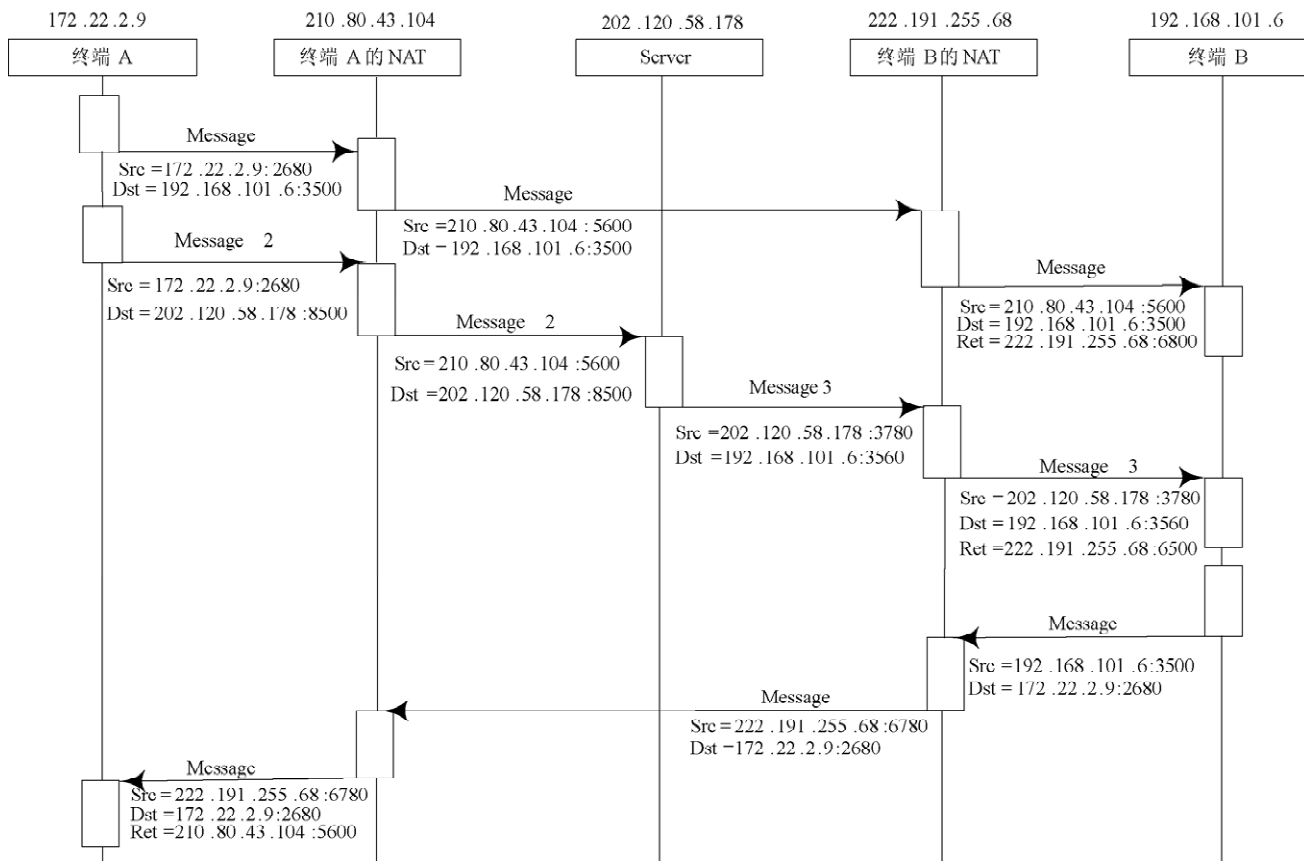 172.22.2.9
210.80.43.104
202.120.58.178
222.191.255.68
192.168.101.6
终端 A
终端 A的NAT
Server
终端 B的NAT
终端 B
Message
Src=172.22.2.9:2680
Dst=192.168.101.6:3500
Message
Src=210.80.43.104:5600
Dst=192.168.101.6:3500
Message 2
Src=172.22.2.9:2680
Dst=202.120.58.178:8500
Message
Src=210.80.43.104:5600
Dst=192.168.101.6:3500
Ret=222.191.255.68:6800
Message 2
Src=210.80.43.104:5600
Dst=202.120.58.178:8500
Message 3
Src=202.120.58.178:3780
Dst=192.168.101.6:3560
Message 3
Src=202.120.58.178:3780
Dst=192.168.101.6:3560
Ret=222.191.255.68:6500
Message
Src=192.168.101.6:3500
Dst=172.22.2.9:2680
Message
Src=222.191.255.68:6780
Dst=172.22.2.9:2680
Message
Src=222.191.255.68:6780
Dst=172.22.2.9:2680
Ret=210.80.43.104:5600